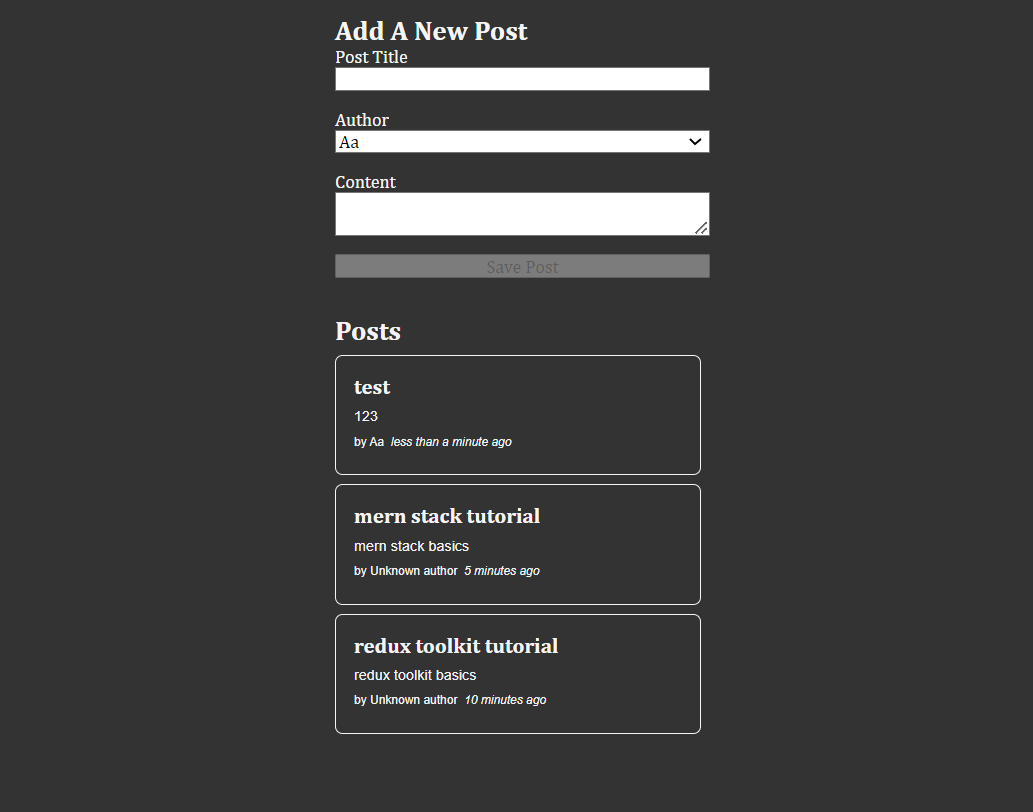 Add A New Post
Post Title
Author
Aa
Content
Save Post
Posts
test
123
by Aa less than a minute ago
mern stack tutorial
mern stack basics
by Unknown author 5 minutes ago
redux toolkit tutorial
redux toolkit basics
by Unknown author 10 minutes ago